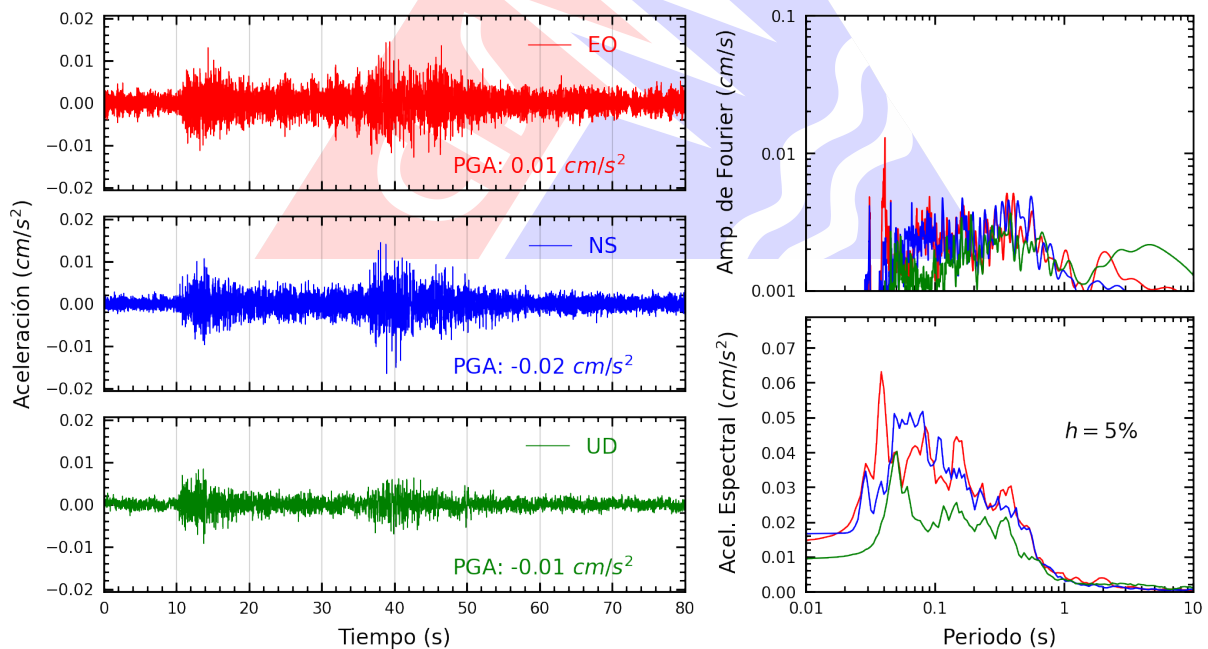 Aceleración (cm/s²)
0.02
0.01
0.00
−0.01
−0.02
EO
PGA: 0.01 cm/s²
0.02
0.01
0.00
−0.01
−0.02
NS
PGA: -0.02 cm/s²
0.02
0.01
0.00
−0.01
−0.02
UD
PGA: -0.01 cm/s²
0 10 20 30 40 50 60 70 80
Tiempo (s)
Amp. de Fourier (cm/s)
0.1
0.01
0.001
Acel. Espectral (cm/s²)
0.07
0.06
0.05
0.04
0.03
0.02
0.01
0.00
h = 5%
0.01 0.1 1 10
Periodo (s)